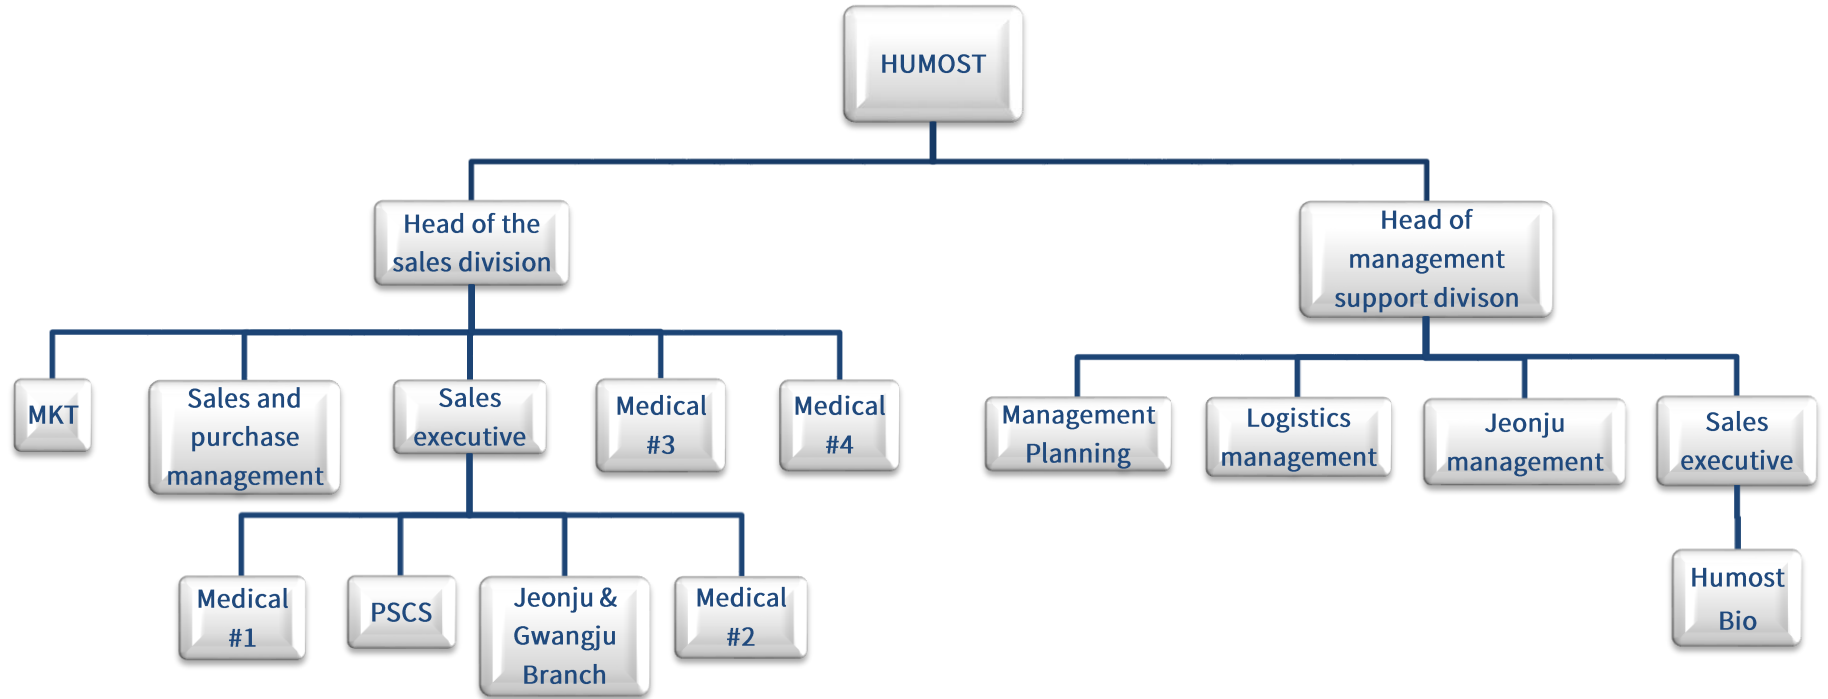 HUMOST
Head of the
sales division
Head of
management
support divison
MKT
Sales and
purchase
management
Sales
executive
Medical
#3
Medical
#4
Management
Planning
Logistics
management
Jeonju
management
Sales
executive
Medical
#1
PSCS
Jeonju &
Gwangju
Branch
Medical
#2
Humost
Bio